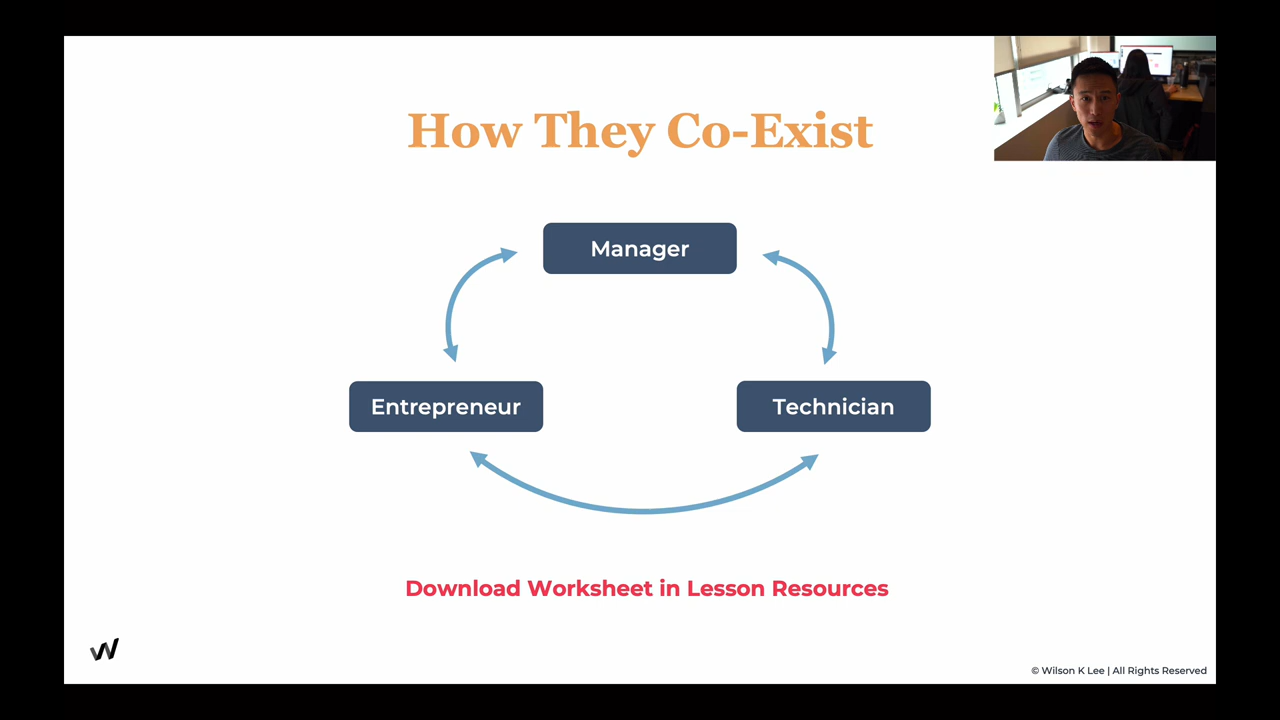 How They Co-Exist
Manager
Entrepreneur
Technician
Download Worksheet in Lesson Resources
© Wilson K Lee | All Rights Reserved